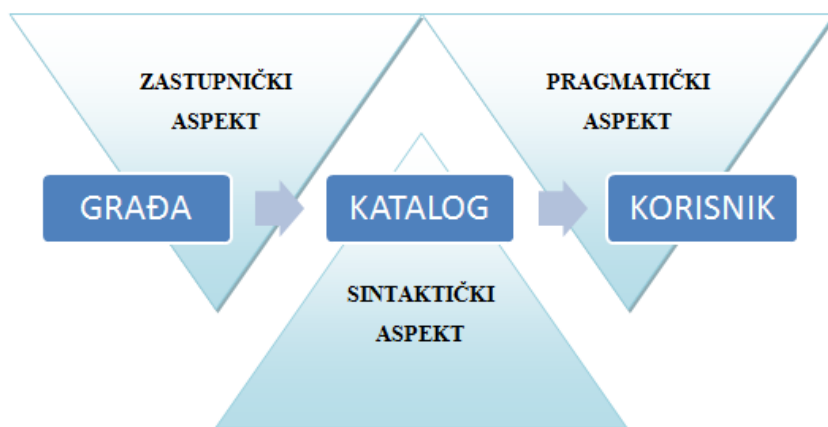 ZASTUPNIČKI
ASPEKT
PRAGMATIČKI
ASPEKT
GRAĐA
KATALOG
KORISNIK
SINTAKTIČKI
ASPEKT